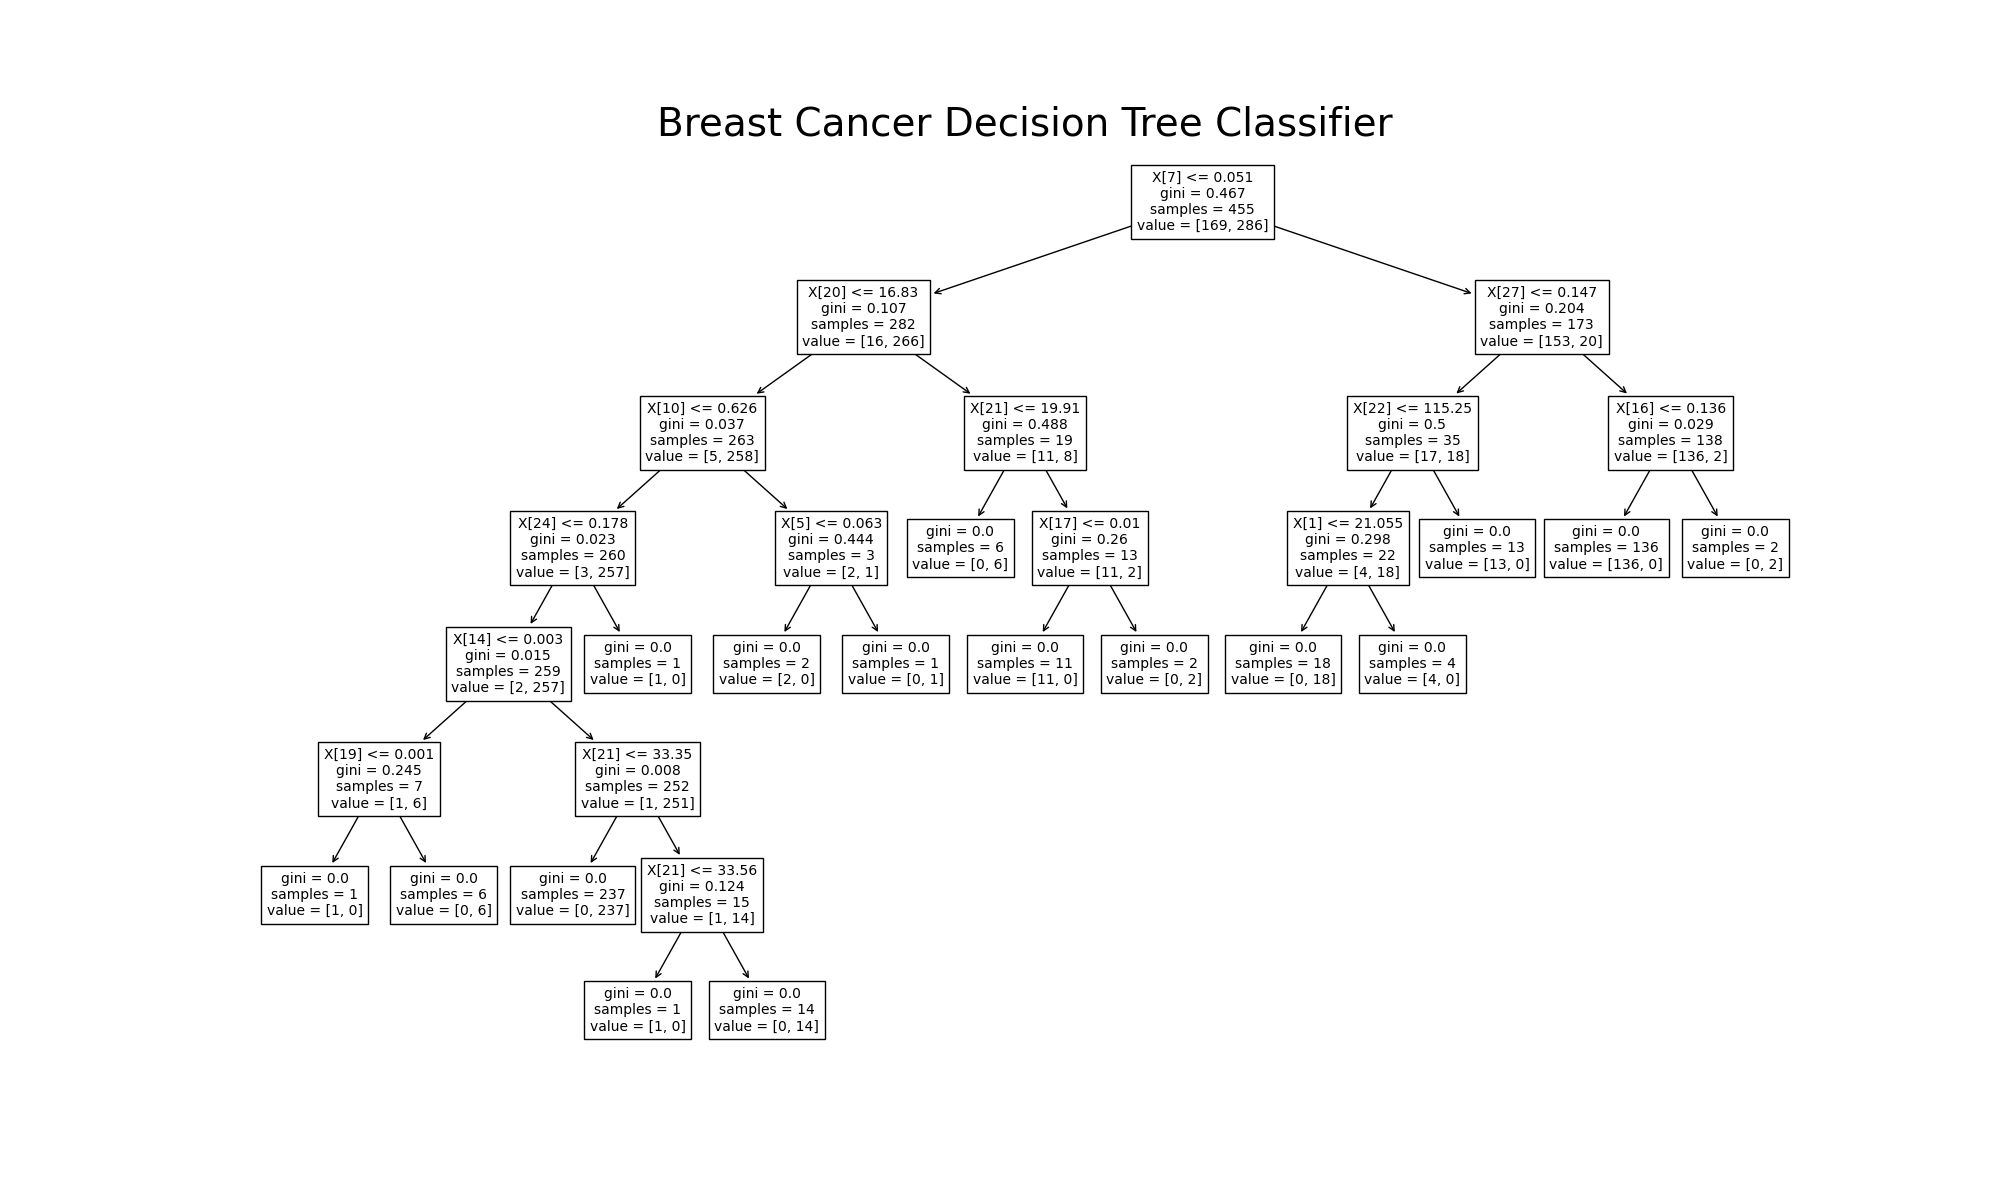 Breast Cancer Decision Tree Classifier
X[7] <= 0.051
gini = 0.467
samples = 455
value = [169, 286]
X[20] <= 16.83
gini = 0.107
samples = 282
value = [16, 266]
X[27] <= 0.147
gini = 0.204
samples = 173
value = [153, 20]
X[10] <= 0.626
gini = 0.037
samples = 263
value = [5, 258]
X[21] <= 19.91
gini = 0.488
samples = 19
value = [11, 8]
X[22] <= 115.25
gini = 0.5
samples = 35
value = [17, 18]
X[16] <= 0.136
gini = 0.029
samples = 138
value = [136, 2]
X[24] <= 0.178
gini = 0.023
samples = 260
value = [3, 257]
X[5] <= 0.063
gini = 0.444
samples = 3
value = [2, 1]
gini = 0.0
samples = 6
value = [0, 6]
X[17] <= 0.01
gini = 0.26
samples = 13
value = [11, 2]
X[1] <= 21.055
gini = 0.298
samples = 22
value = [4, 18]
gini = 0.0
samples = 13
value = [13, 0]
gini = 0.0
samples = 136
value = [136, 0]
gini = 0.0
samples = 2
value = [0, 2]
X[14] <= 0.003
gini = 0.015
samples = 259
value = [2, 257]
gini = 0.0
samples = 1
value = [1, 0]
gini = 0.0
samples = 2
value = [2, 0]
gini = 0.0
samples = 1
value = [0, 1]
gini = 0.0
samples = 11
value = [11, 0]
gini = 0.0
samples = 2
value = [0, 2]
gini = 0.0
samples = 18
value = [0, 18]
gini = 0.0
samples = 4
value = [4, 0]
X[19] <= 0.001
gini = 0.245
samples = 7
value = [1, 6]
X[21] <= 33.35
gini = 0.008
samples = 252
value = [1, 251]
gini = 0.0
samples = 1
value = [1, 0]
gini = 0.0
samples = 6
value = [0, 6]
gini = 0.0
samples = 237
value = [0, 237]
X[21] <= 33.56
gini = 0.124
samples = 15
value = [1, 14]
gini = 0.0
samples = 1
value = [1, 0]
gini = 0.0
samples = 14
value = [0, 14]